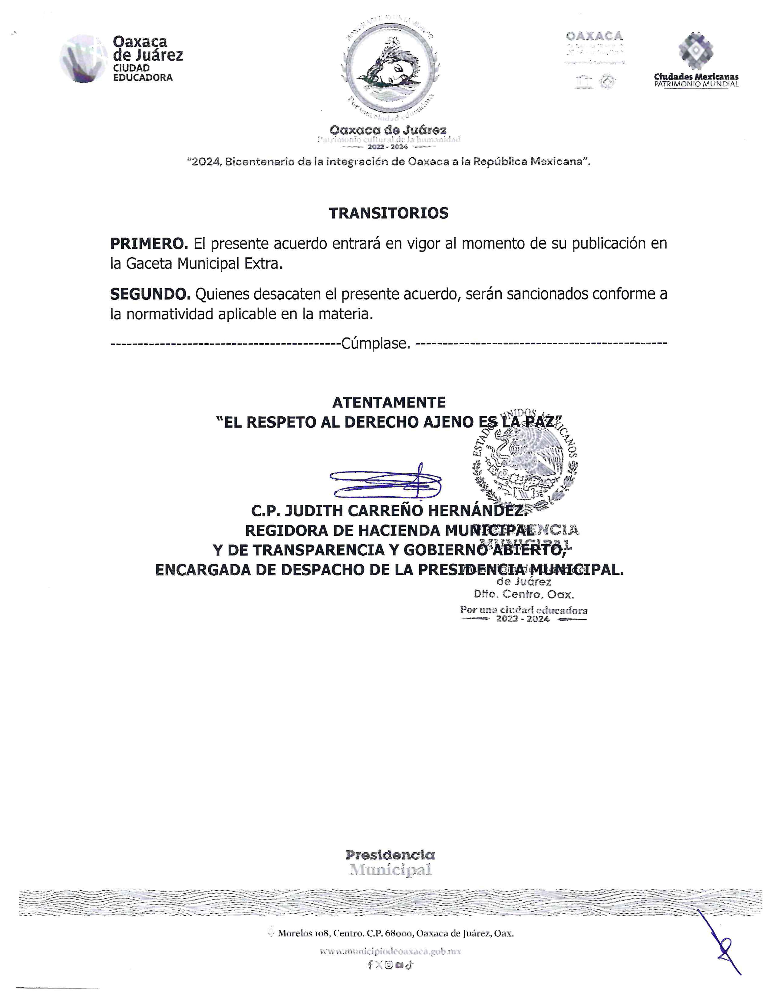 Oaxaca
de Juárez
CIUDAD
EDUCADORA
HONORABLE AYUNTAMIENTO
Por una ciudad educadora
Oaxaca de Juárez
Patrimonio cultural de la humanidad
2022 - 2024
OAXACA
Ciudades Mexicanas
PATRIMONIO MUNDIAL
“2024, Bicentenario de la integración de Oaxaca a la República Mexicana”.
TRANSITORIOS
PRIMERO. El presente acuerdo entrará en vigor al momento de su publicación en
la Gaceta Municipal Extra.
SEGUNDO. Quienes desacaten el presente acuerdo, serán sancionados conforme a
la normatividad aplicable en la materia.
------------------------------------------Cúmplase. ----------------------------------------------
ATENTAMENTE
“EL RESPETO AL DERECHO AJENO ES LA PAZ”
ESTADOS UNIDOS MEXICANOS
C.P. JUDITH CARREÑO HERNÁNDEZ.
REGIDORA DE HACIENDA MUNICIPAL
Y DE TRANSPARENCIA Y GOBIERNO ABIERTO,
ENCARGADA DE DESPACHO DE LA PRESIDENCIA MUNICIPAL.
PRESIDENCIA
MUNICIPAL
de Juárez
Dtto. Centro, Oax.
Por una ciudad educadora
2022 - 2024
Presidencia
Municipal
Morelos 108, Centro. C.P. 68000, Oaxaca de Juárez, Oax.
www.municipiodeoaxaca.gob.mx